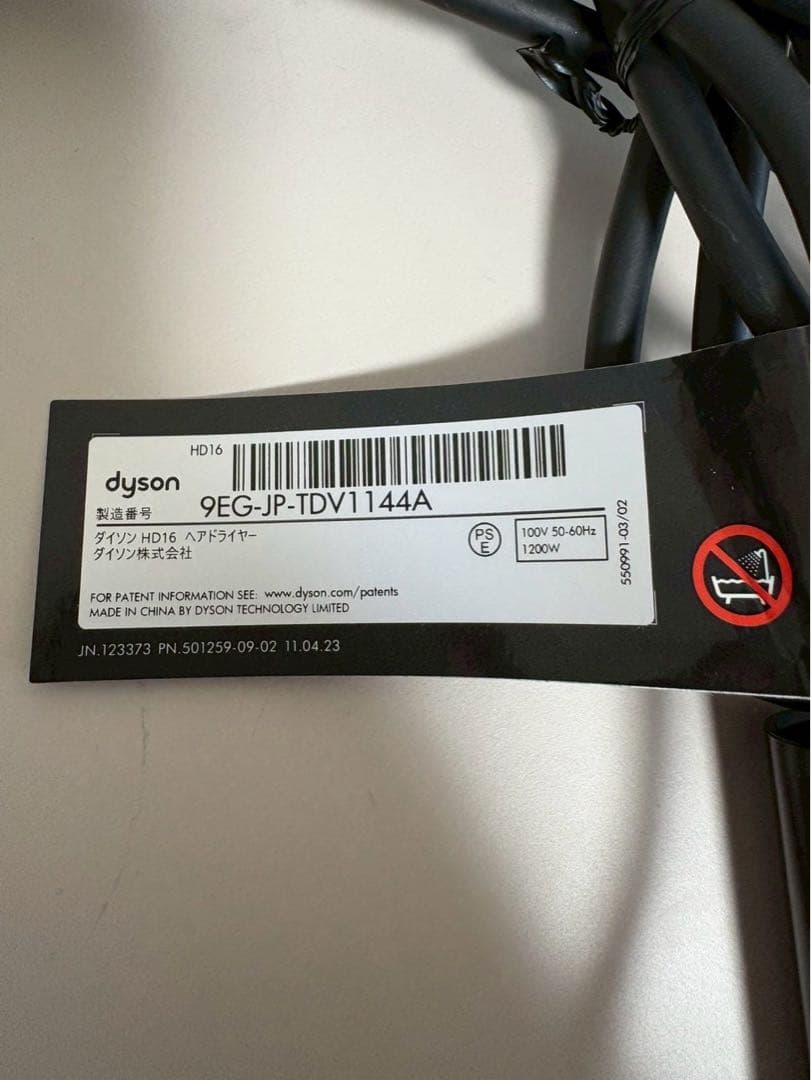 HD16
dyson
製造番号 9EG-JP-TDV1144A
ダイソン HD16 ヘアドライヤー
ダイソン株式会社
PS
E
100V 50-60Hz
1200W
550991-03/02
FOR PATENT INFORMATION SEE: www.dyson.com/patents
MADE IN CHINA BY DYSON TECHNOLOGY LIMITED
JN.123373 PN.501259-09-02 11.04.23